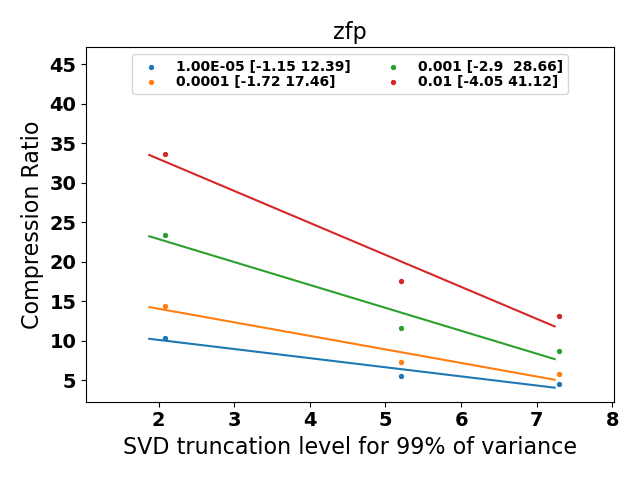 zfp
1.00E-05 [-1.15 12.39]
0.0001 [-1.72 17.46]
0.001 [-2.9  28.66]
0.01 [-4.05 41.12]
Compression Ratio
45
40
35
30
25
20
15
10
5
2 3 4 5 6 7 8
SVD truncation level for 99% of variance